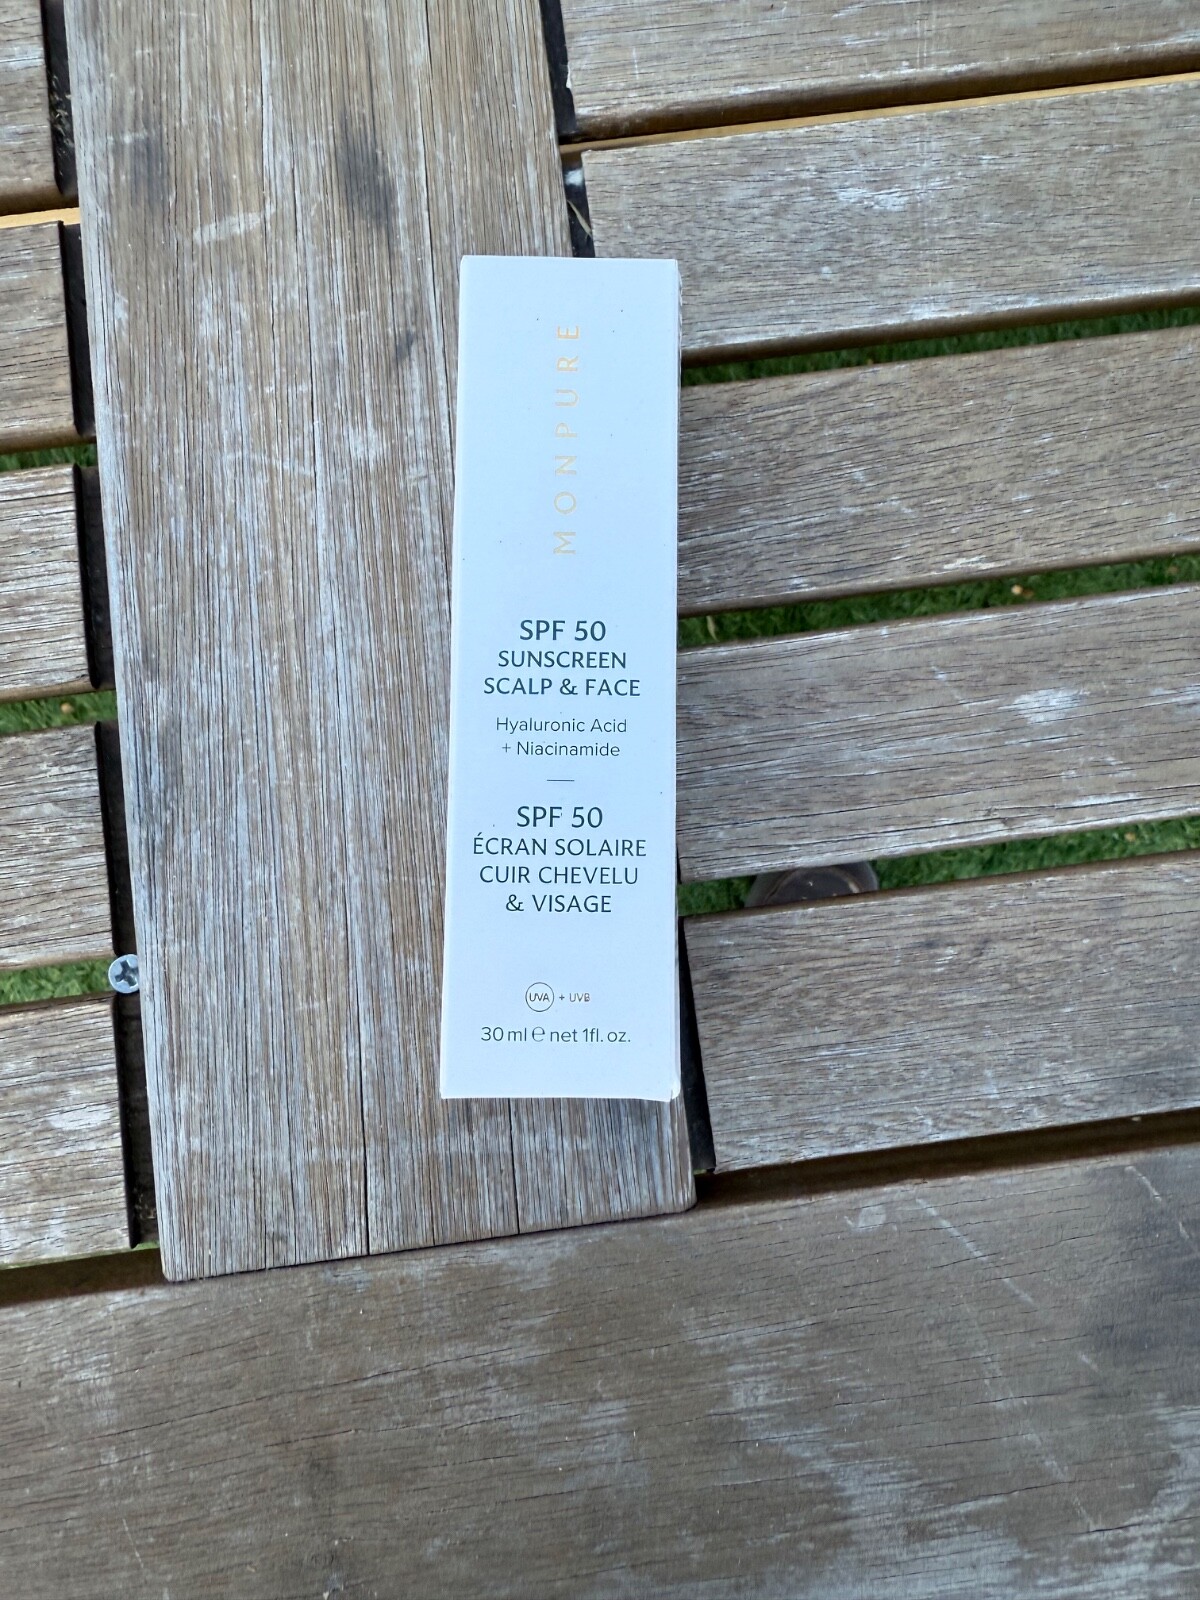 MONPURE
SPF 50
SUNSCREEN
SCALP & FACE
Hyaluronic Acid
+ Niacinamide
SPF 50
ÉCRAN SOLAIRE
CUIR CHEVELU
& VISAGE
UVA + UVB
30 ml e net 1fl. oz.